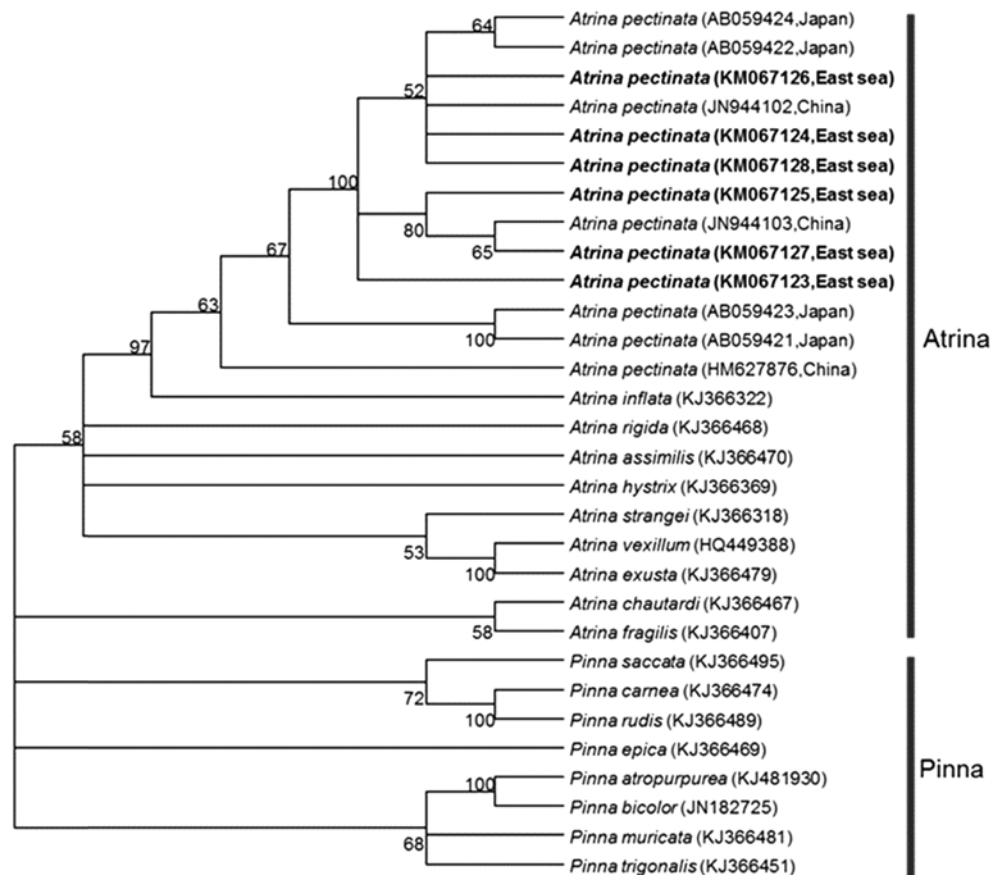 64
Atrina pectinata (AB059424,Japan)
Atrina pectinata (AB059422,Japan)
52
Atrina pectinata (KM067126,East sea)
Atrina pectinata (JN944102,China)
Atrina pectinata (KM067124,East sea)
Atrina pectinata (KM067128,East sea)
100
Atrina pectinata (KM067125,East sea)
80
Atrina pectinata (JN944103,China)
65
Atrina pectinata (KM067127,East sea)
67
Atrina pectinata (KM067123,East sea)
63
Atrina pectinata (AB059423,Japan)
100
Atrina pectinata (AB059421,Japan)
Atrina
97
Atrina pectinata (HM627876,China)
Atrina inflata (KJ366322)
58
Atrina rigida (KJ366468)
Atrina assimilis (KJ366470)
Atrina hystrix (KJ366369)
Atrina strangei (KJ366318)
53
Atrina vexillum (HQ449388)
100
Atrina exusta (KJ366479)
Atrina chautardi (KJ366467)
58
Atrina fragilis (KJ366407)
Pinna saccata (KJ366495)
72
Pinna carnea (KJ366474)
100
Pinna rudis (KJ366489)
Pinna epica (KJ366469)
Pinna
100
Pinna atropurpurea (KJ481930)
Pinna bicolor (JN182725)
68
Pinna muricata (KJ366481)
Pinna trigonalis (KJ366451)